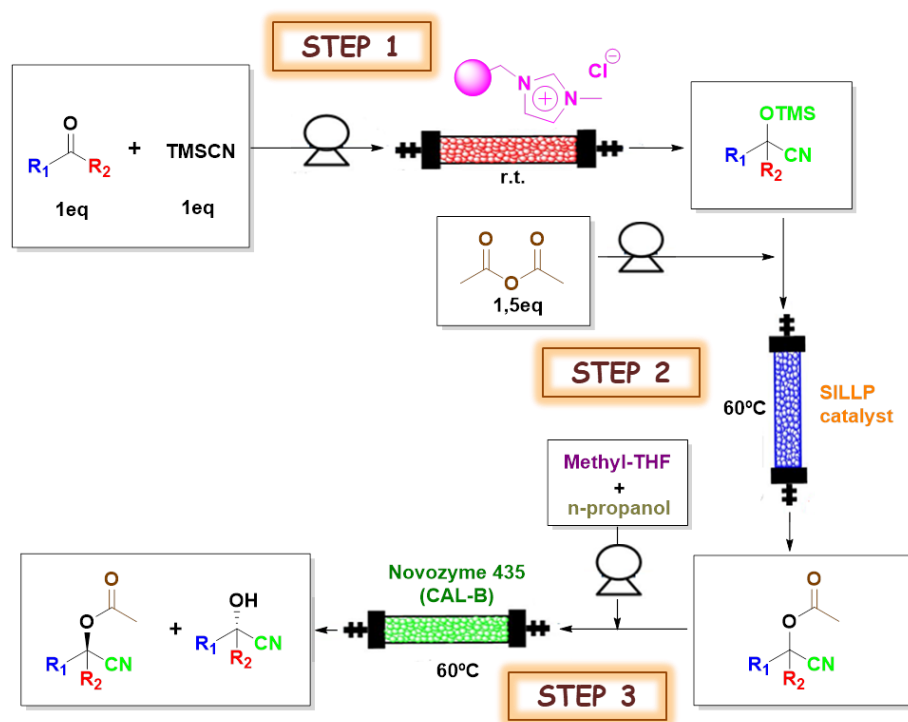 STEP 1
Cl⊖
N
⊕
N
O
R1
R2
+
TMSCN
1eq
1eq
r.t.
OTMS
R1
CN
R2
O
O
O
1,5eq
STEP 2
60ºC
SILLP
catalyst
Methyl-THF
+
n-propanol
O
O
R1
CN
R2
+
OH
R1
CN
R2
Novozyme 435
(CAL-B)
60ºC
STEP 3
O
O
R1
CN
R2